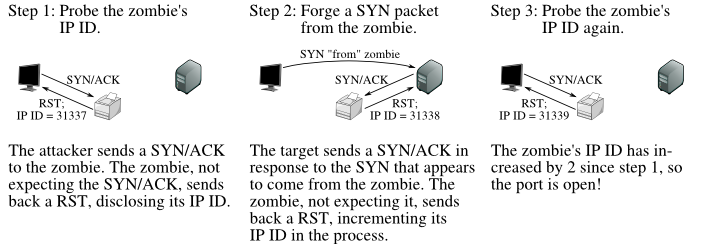 Step 1: Probe the zombie's
IP ID.
SYN/ACK
RST;
IP ID = 31337
The attacker sends a SYN/ACK
to the zombie. The zombie, not
expecting the SYN/ACK, sends
back a RST, disclosing its IP ID.
Step 2: Forge a SYN packet
from the zombie.
SYN "from" zombie
SYN/ACK
RST;
IP ID = 31338
The target sends a SYN/ACK in
response to the SYN that appears
to come from the zombie. The
zombie, not expecting it, sends
back a RST, incrementing its
IP ID in the process.
Step 3: Probe the zombie's
IP ID again.
SYN/ACK
RST;
IP ID = 31339
The zombie's IP ID has in-
creased by 2 since step 1, so
the port is open!